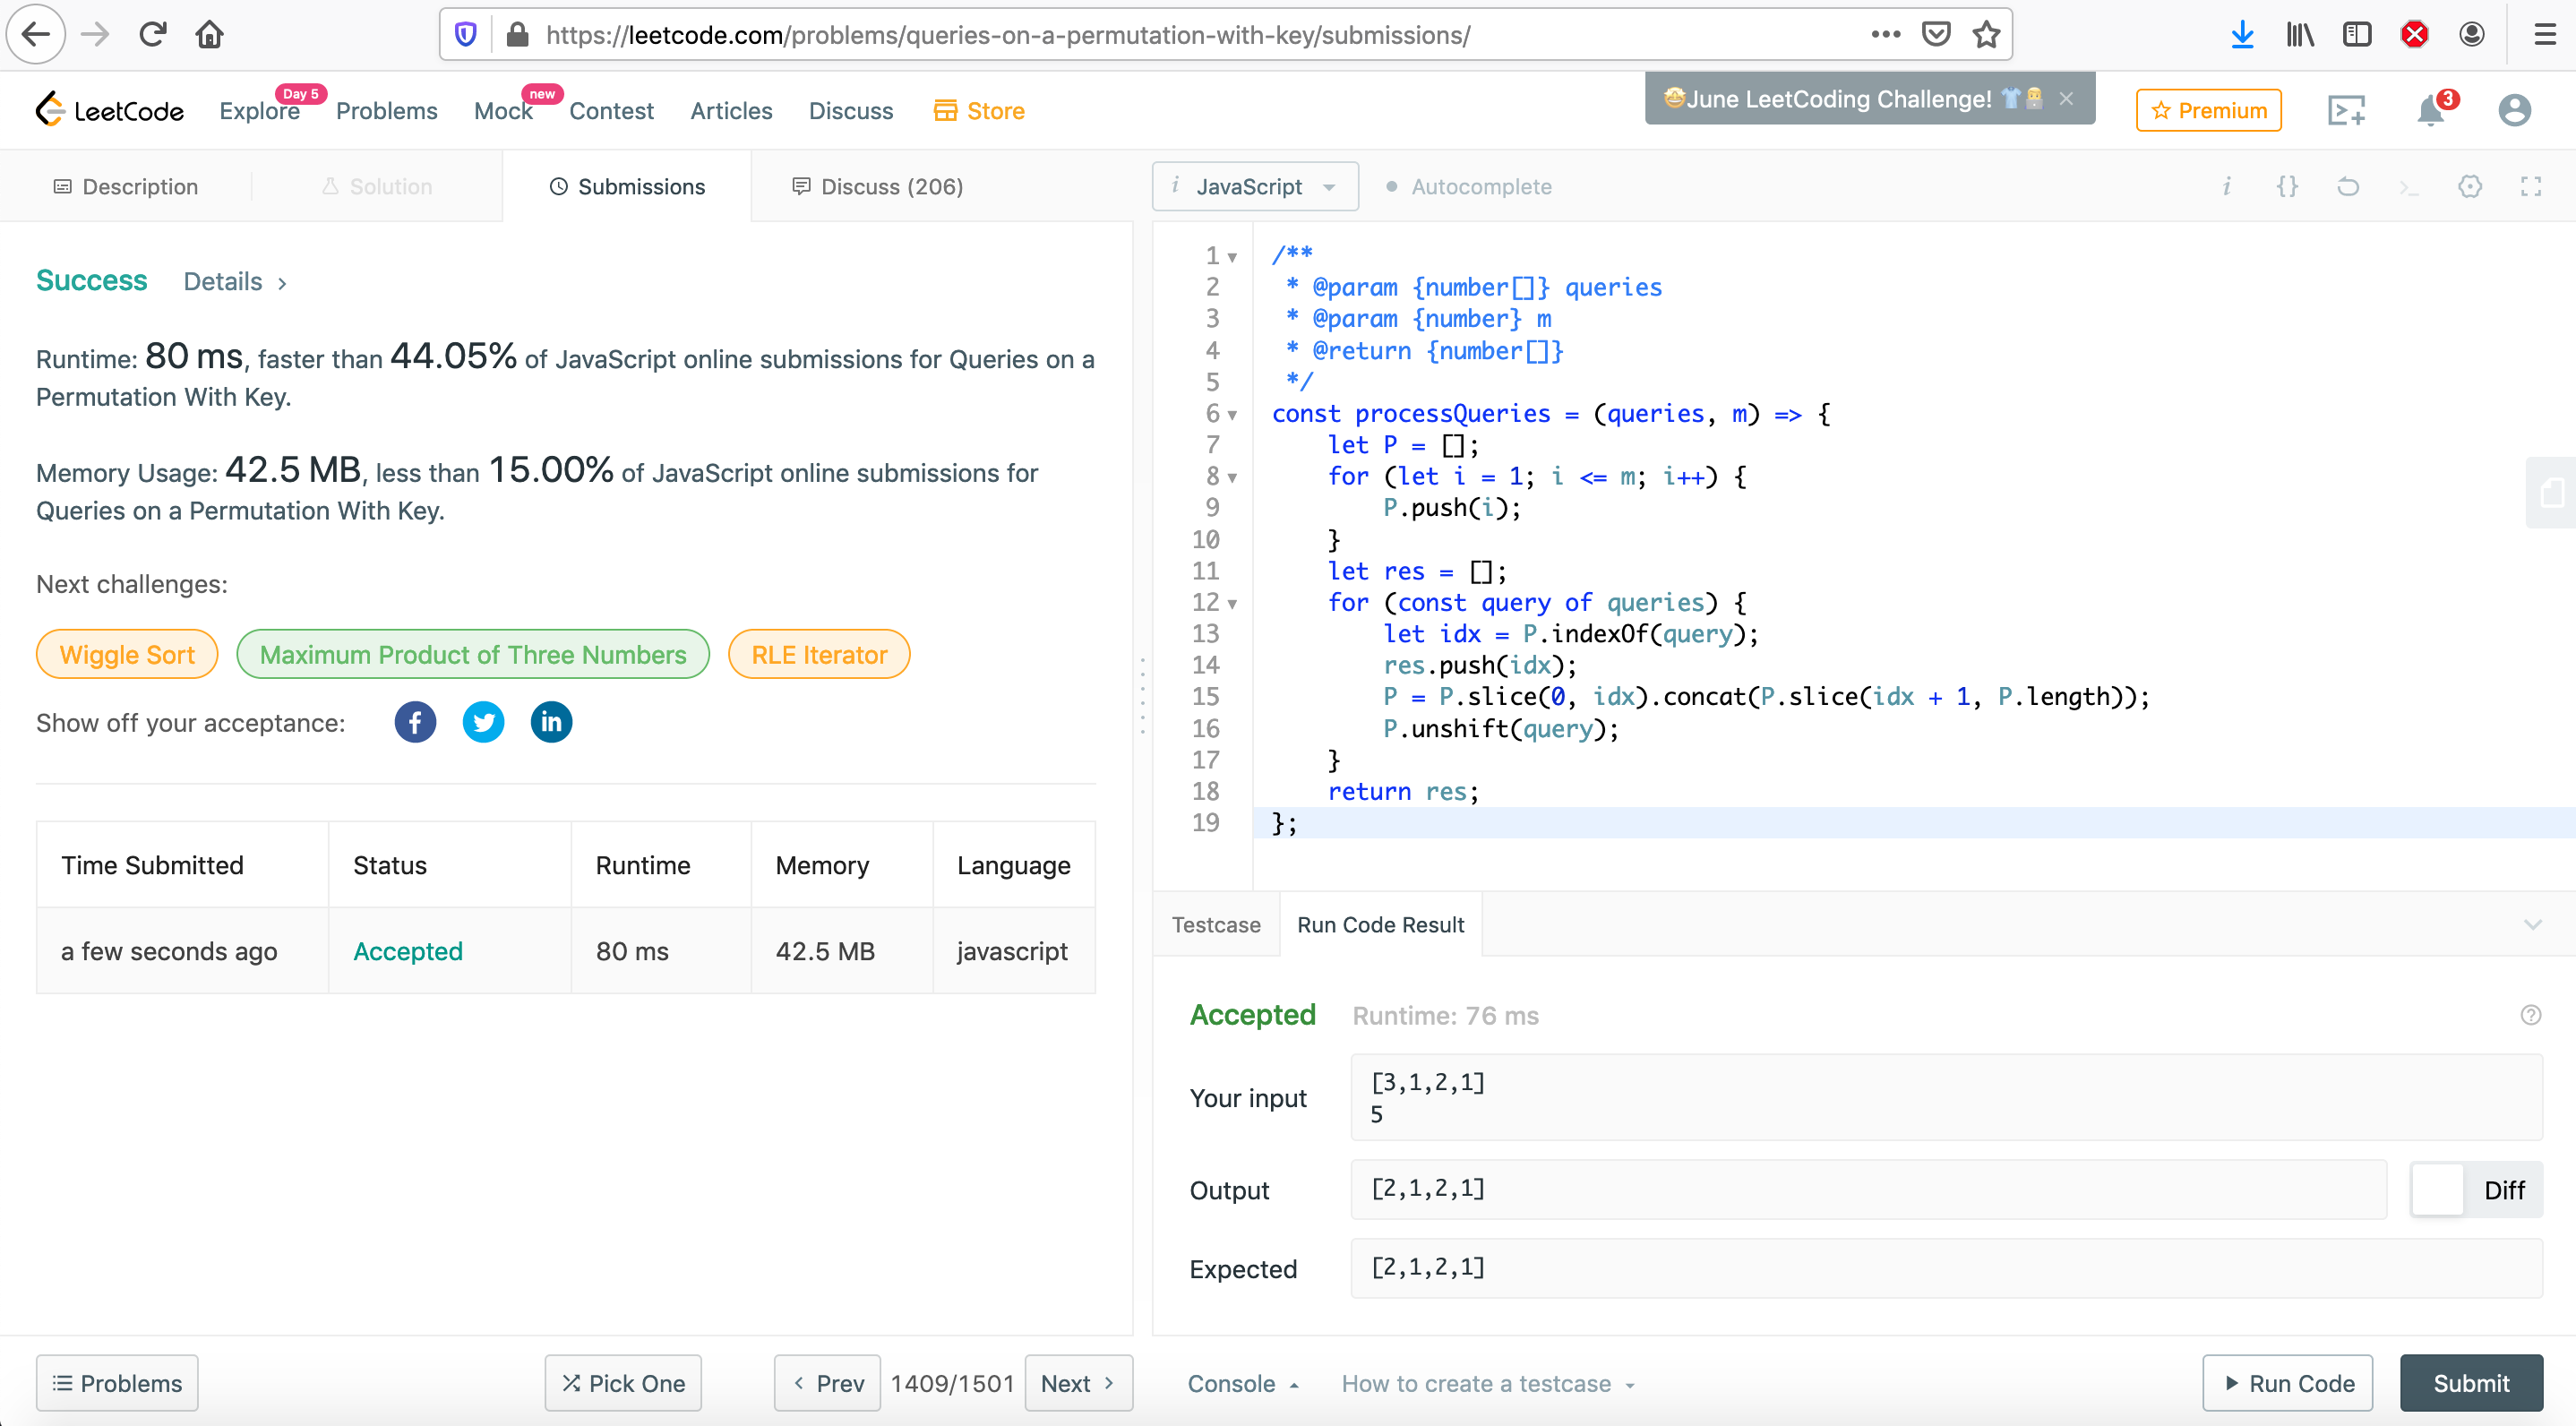 https://leetcode.com/problems/queries-on-a-permutation-with-key/submissions/
LeetCode
Explore
Day 5
Problems
Mock
new
Contest
Articles
Discuss
Store
🤩June LeetCoding Challenge! 👕
Premium
3
Description
Solution
Submissions
Discuss (206)
i JavaScript
Autocomplete
Success Details
Runtime: 80 ms, faster than 44.05% of JavaScript online submissions for Queries on a
Permutation With Key.
Memory Usage: 42.5 MB, less than 15.00% of JavaScript online submissions for
Queries on a Permutation With Key.
Next challenges:
Wiggle Sort
Maximum Product of Three Numbers
RLE Iterator
Show off your acceptance:
Time Submitted Status Runtime Memory Language
a few seconds ago Accepted 80 ms 42.5 MB javascript
1 /**
2 * @param {number[]} queries
3 * @param {number} m
4 * @return {number[]}
5 */
6 const processQueries = (queries, m) => {
7 let P = [];
8 for (let i = 1; i <= m; i++) {
9 P.push(i);
10 }
11 let res = [];
12 for (const query of queries) {
13 let idx = P.indexOf(query);
14 res.push(idx);
15 P = P.slice(0, idx).concat(P.slice(idx + 1, P.length));
16 P.unshift(query);
17 }
18 return res;
19 };
Testcase
Run Code Result
Accepted Runtime: 76 ms
Your input
[3,1,2,1]
5
Output
[2,1,2,1]
Diff
Expected
[2,1,2,1]
Problems
Pick One
Prev
1409/1501
Next
Console
How to create a testcase
Run Code
Submit